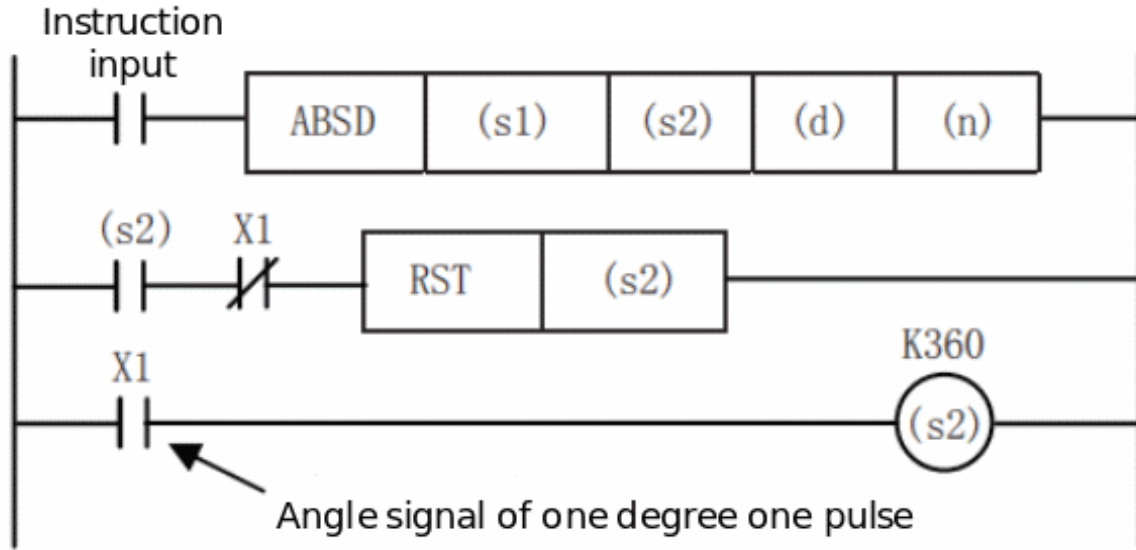 Instruction
input
ABSD (s1) (s2) (d) (n)
(s2) X1
RST (s2)
K360
X1
(s2)
Angle signal of one degree one pulse